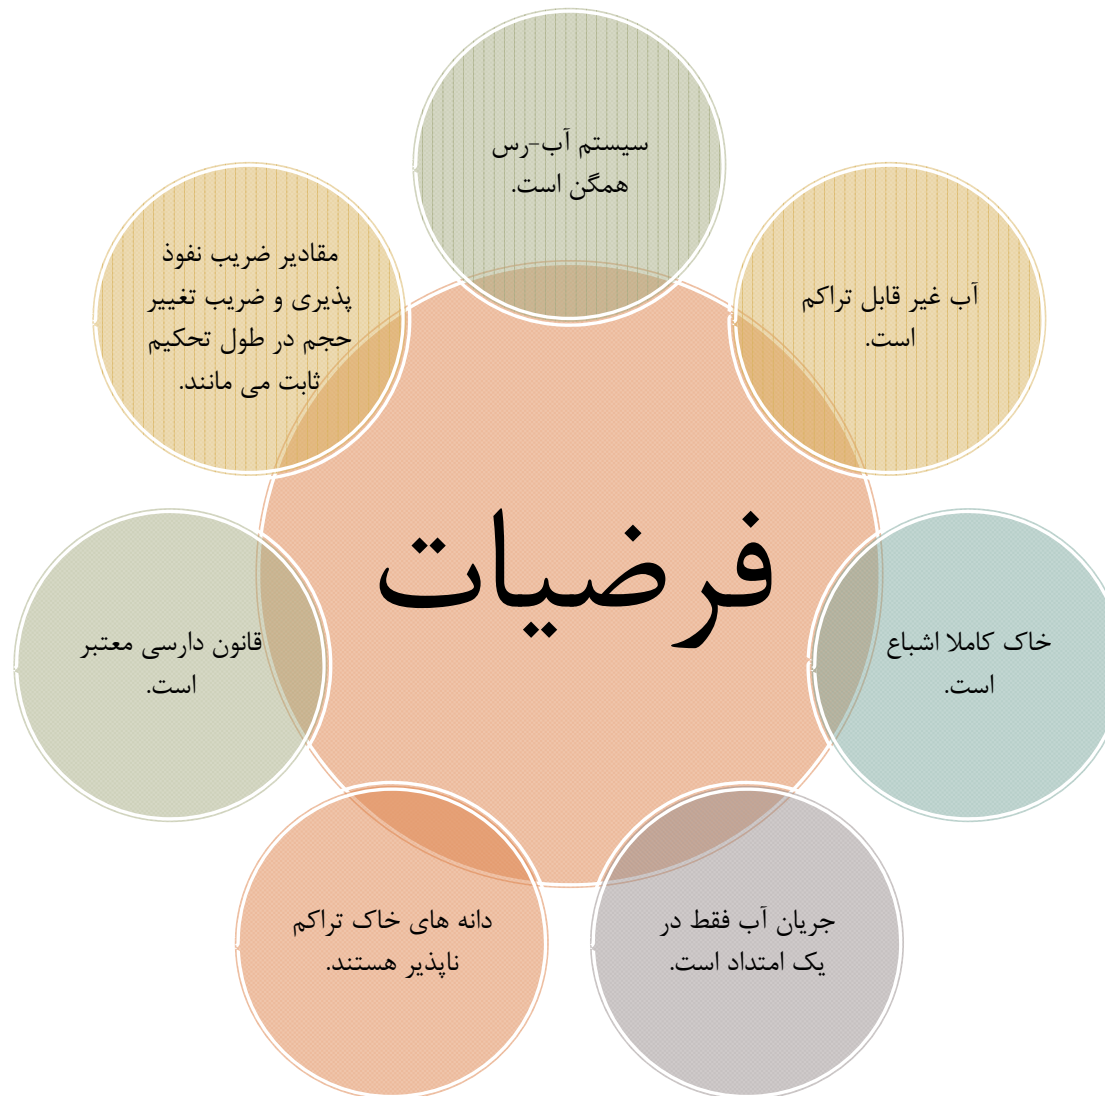 سیستم آب-رس
همگن است.
آب غیر قابل تراکم
است.
خاک کاملا اشباع
است.
جریان آب فقط در
یک امتداد است.
دانه های خاک تراکم
ناپذیر هستند.
قانون دارسی معتبر
است.
مقادیر ضریب نفوذ
پذیری و ضریب تغییر
حجم در طول تحکیم
ثابت می مانند.
فرضیات